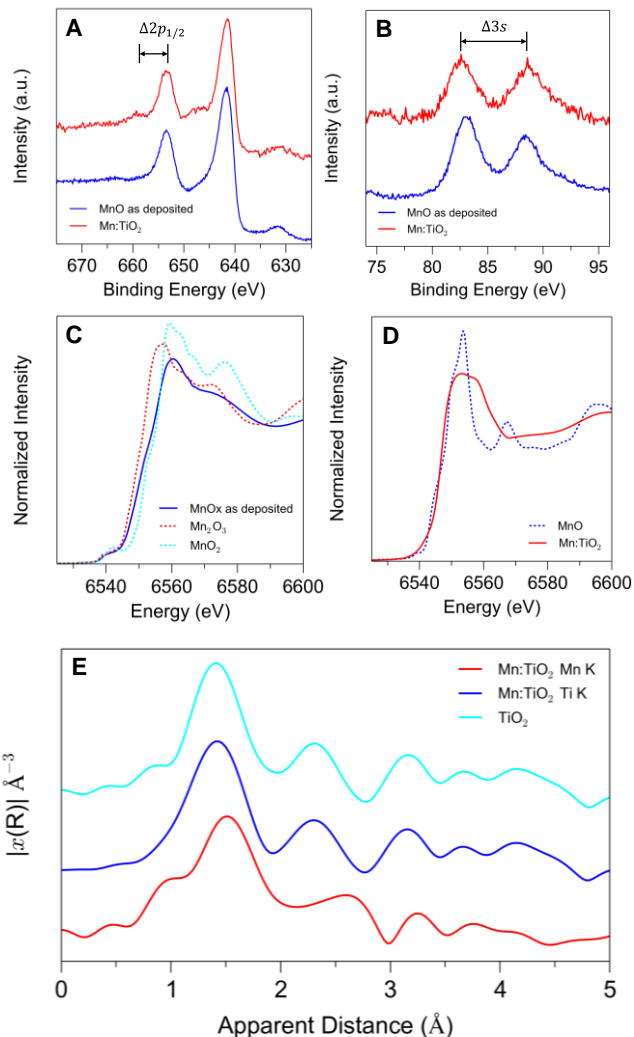 A
Δ2p₁/₂
Intensity (a.u.)
MnO as deposited
Mn:TiO₂
670 660 650 640 630
Binding Energy (eV)
B
Δ3s
Intensity (a.u.)
MnO as deposited
Mn:TiO₂
75 80 85 90 95
Binding Energy (eV)
C
Normalized Intensity
MnOx as deposited
Mn₂O₃
MnO₂
6540 6560 6580 6600
Energy (eV)
D
Normalized Intensity
MnO
Mn:TiO₂
6540 6560 6580 6600
Energy (eV)
E
|x(R)| Å⁻³
Mn:TiO₂ Mn K
Mn:TiO₂ Ti K
TiO₂
0 1 2 3 4 5
Apparent Distance (Å)